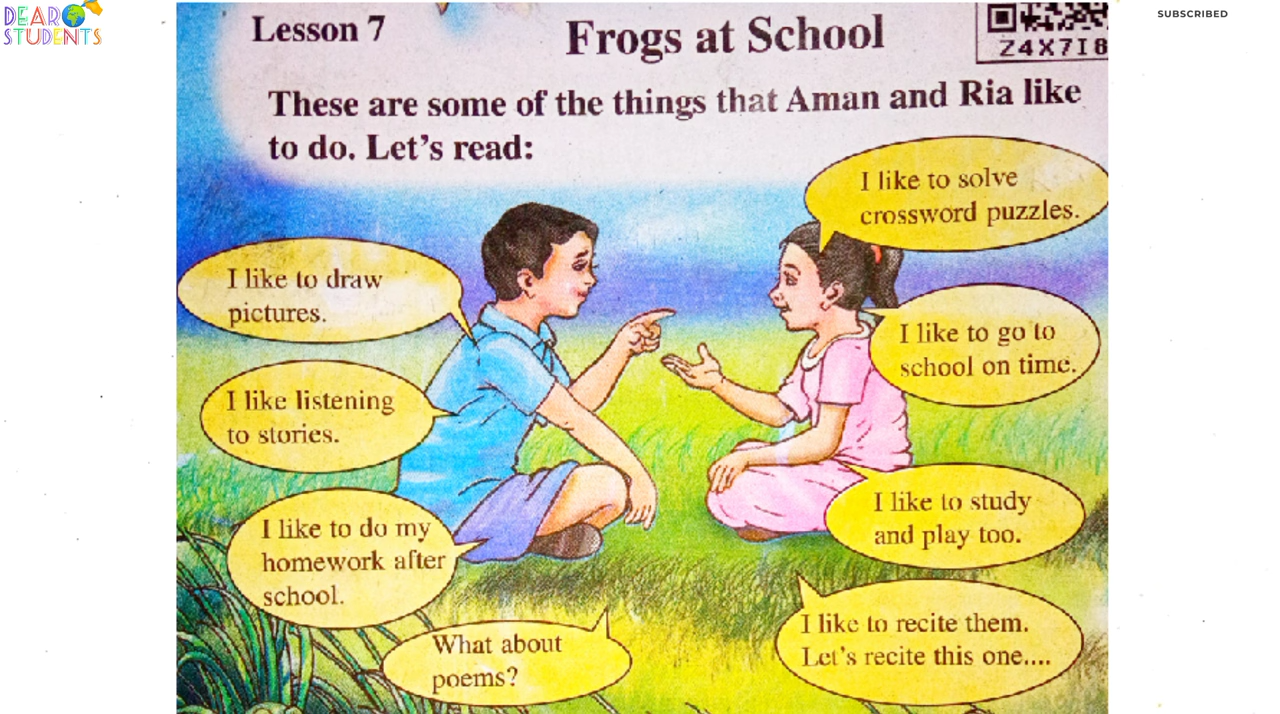 DEAR
STUDENTS
SUBSCRIBED
Lesson 7
Frogs at School
Z4X7I8
These are some of the things that Aman and Ria like
to do. Let's read:
I like to solve
crossword puzzles.
I like to draw
pictures.
I like to go to
school on time.
I like listening
to stories.
I like to study
and play too.
I like to do my
homework after
school.
I like to recite them.
Let's recite this one....
What about
poems?